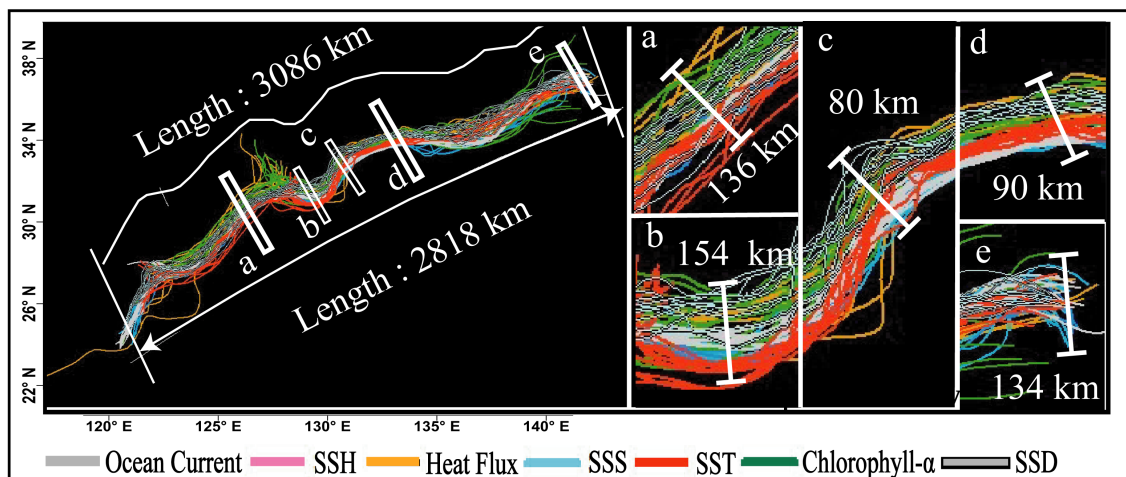 38° N
34° N
30° N
26° N
22° N
120° E
125° E
130° E
135° E
140° E
Length : 3086 km
Length : 2818 km
a
b
c
d
e
a
136 km
b
154 km
c
80 km
d
90 km
e
134 km
Ocean Current
SSH
Heat Flux
SSS
SST
Chlorophyll-α
SSD